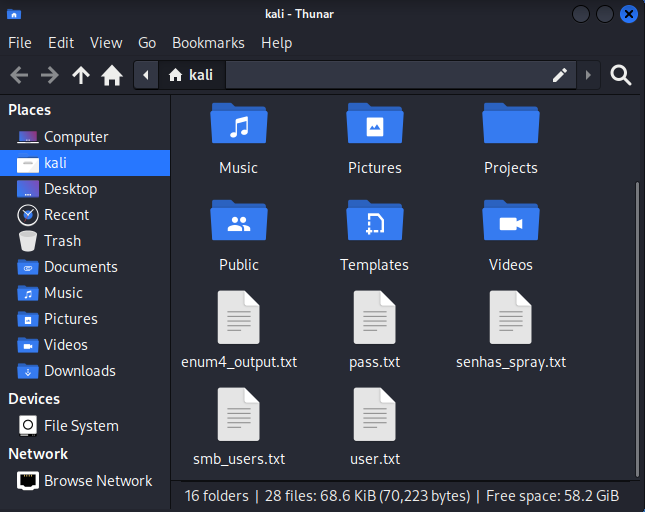 kali - Thunar
File Edit View Go Bookmarks Help
kali
Places
Computer
kali
Desktop
Recent
Trash
Documents
Music
Pictures
Videos
Downloads
Devices
File System
Network
Browse Network
Music Pictures Projects
Public Templates Videos
enum4_output.txt pass.txt senhas_spray.txt
smb_users.txt user.txt
16 folders | 28 files: 68.6 KiB (70,223 bytes) | Free space: 58.2 GiB